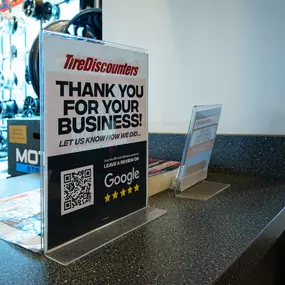 TireDiscounters
THANK YOU
FOR YOUR
BUSINESS!
LET US KNOW HOW WE DID...
LEAVE A REVIEW ON
Google
MOT